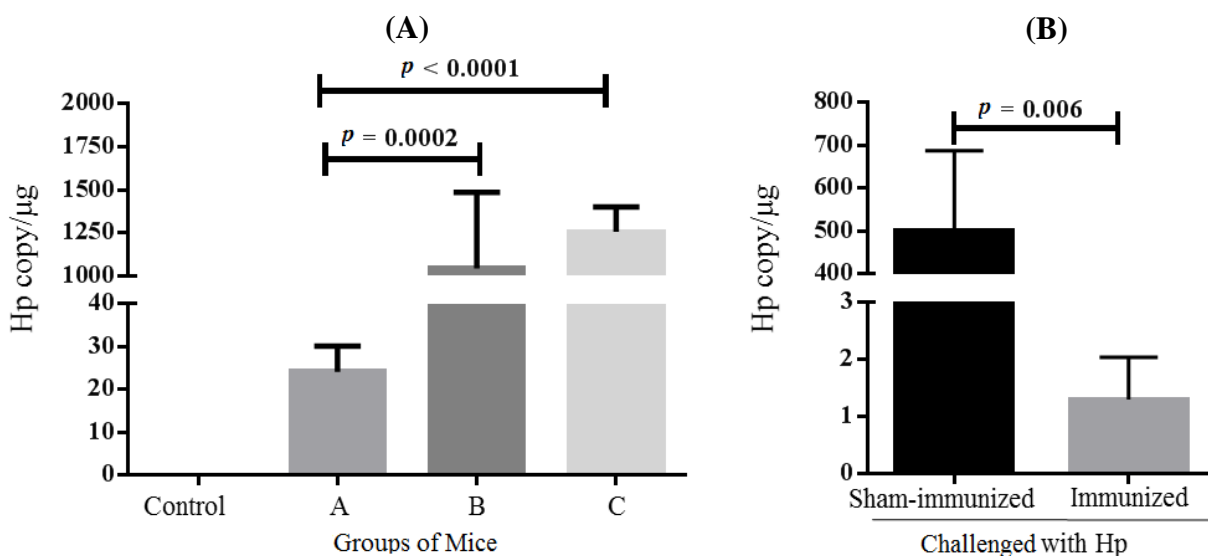 (A)
p < 0.0001
p = 0.0002
Hp copy/µg
2000
1750
1500
1250
1000
40
30
20
10
0
Control A B C
Groups of Mice
(B)
p = 0.006
Hp copy/µg
800
700
600
500
400
3
2
1
0
Sham-immunized Immunized
Challenged with Hp